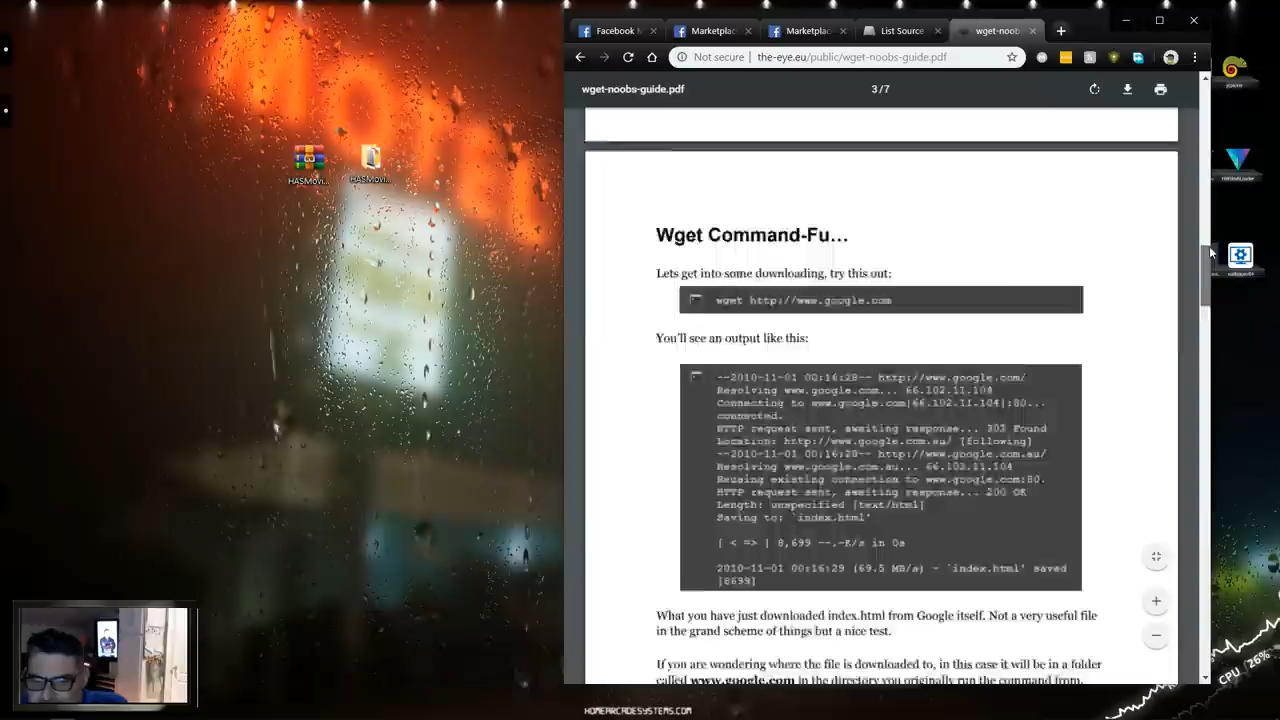 Facebook
Marketplac
Marketplac
List Source
wget-noob
Not secure | the-eye.eu/public/wget-noobs-guide.pdf
wget-noobs-guide.pdf
3 / 7
Wget Command-Fu…
Lets get into some downloading, try this out:
wget http://www.google.com
You'll see an output like this:
--2010-11-01 00:16:28-- http://www.google.com/
Resolving www.google.com... 66.102.11.104
Connecting to www.google.com|66.102.11.104|:80...
connected.
HTTP request sent, awaiting response... 302 Found
Location: http://www.google.com.au/ [following]
--2010-11-01 00:16:28-- http://www.google.com.au/
Resolving www.google.com.au... 66.102.11.104
Reusing existing connection to www.google.com:80.
HTTP request sent, awaiting response... 200 OK
Length: unspecified [text/html]
Saving to: `index.html'
[ < => ] 8,699 --.-K/s in 0s
2010-11-01 00:16:29 (69.5 MB/s) - `index.html' saved
[8699]
What you have just downloaded index.html from Google itself. Not a very useful file
in the grand scheme of things but a nice test.
If you are wondering where the file is downloaded to, in this case it will be in a folder
called www.google.com in the directory you originally run the command from.
HASMovi...
HASMovi...
MOTEL
CPU 26%
HOMEARCADESYSTEMS.COM